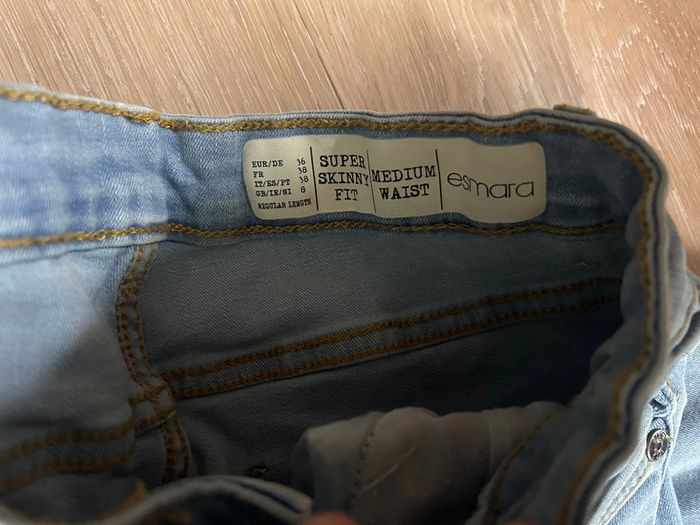 EUR/DE 36
FR 38
IT/ES/PT 38
GB/IE/NI 8
REGULAR LENGTH
SUPER
SKINNY
FIT
MEDIUM
WAIST
esmara